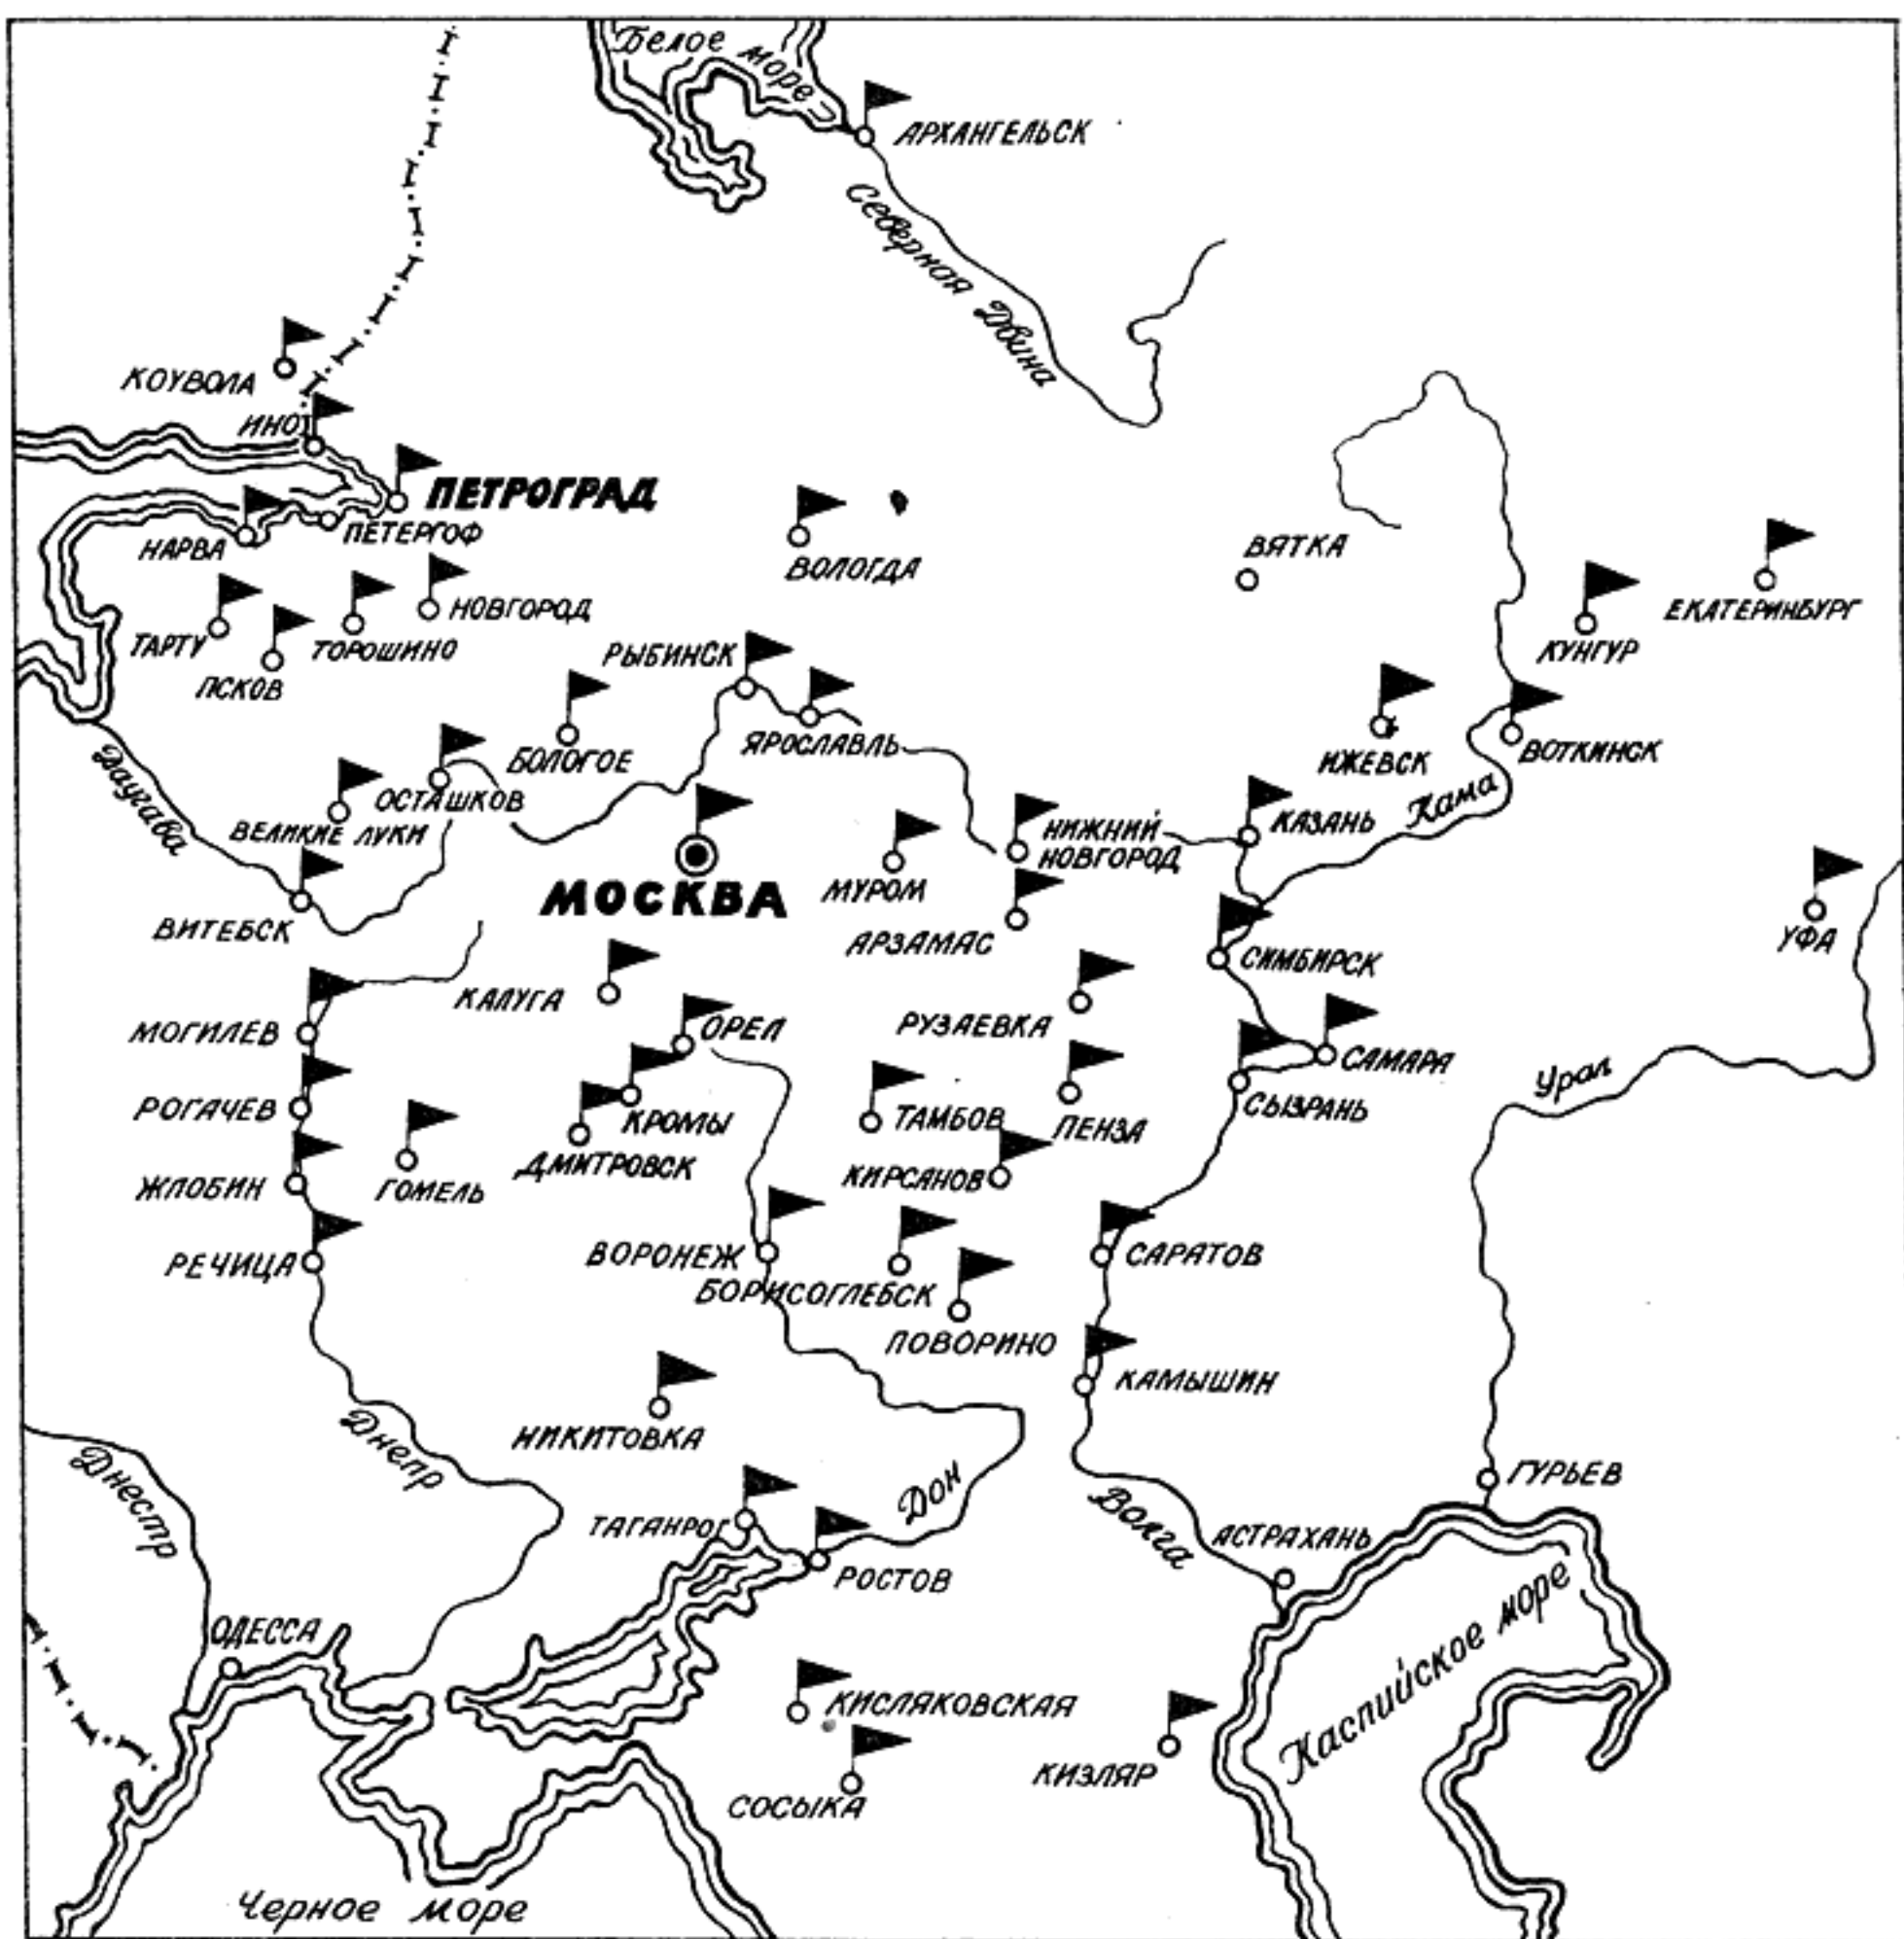 Белое море
АРХАНГЕЛЬСК
Северная Двина
КОУВОЛА
ИНО
ПЕТРОГРАД
ПЕТЕРГОФ
НАРВА
ВОЛОГДА
ВЯТКА
НОВГОРОД
ЕКАТЕРИНБУРГ
ТАРТУ
ТОРОШИНО
КУНГУР
ПСКОВ
РЫБИНСК
ЯРОСЛАВЛЬ
БОЛОГОЕ
ИЖЕВСК
ВОТКИНСК
Даугава
ОСТАШКОВ
Кама
ВЕЛИКИЕ ЛУКИ
НИЖНИЙ
НОВГОРОД
КАЗАНЬ
МОСКВА
МУРОМ
ВИТЕБСК
АРЗАМАС
УФА
СИМБИРСК
КАЛУГА
МОГИЛЕВ
ОРЕЛ
РУЗАЕВКА
САМАРА
Урал
РОГАЧЕВ
КРОМЫ
ТАМБОВ
ПЕНЗА
СЫЗРАНЬ
ДМИТРОВСК
КИРСАНОВ
ЖЛОБИН
ГОМЕЛЬ
РЕЧИЦА
ВОРОНЕЖ
САРАТОВ
БОРИСОГЛЕБСК
ПОВОРИНО
КАМЫШИН
НИКИТОВКА
Днепр
Днестр
Дон
ГУРЬЕВ
Волга
ТАГАНРОГ
АСТРАХАНЬ
РОСТОВ
ОДЕССА
Каспийское море
КИСЛЯКОВСКАЯ
КИЗЛЯР
СОСЫКА
Черное море